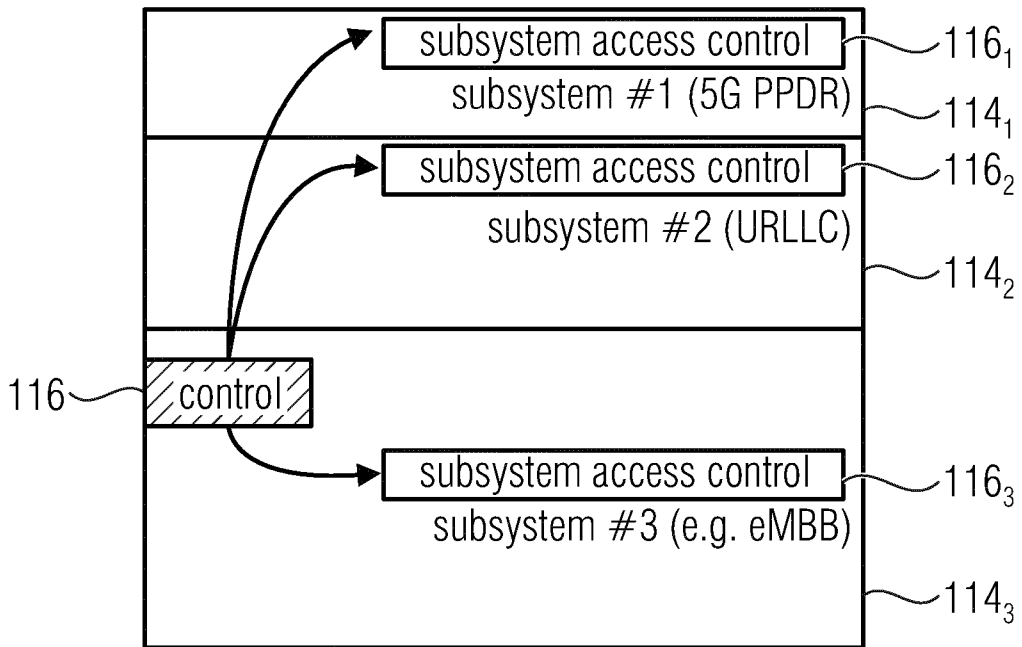 subsystem access control 116₁
subsystem #1 (5G PPDR) 114₁
subsystem access control 116₂
subsystem #2 (URLLC)
114₂
116 control
subsystem access control 116₃
subsystem #3 (e.g. eMBB)
114₃